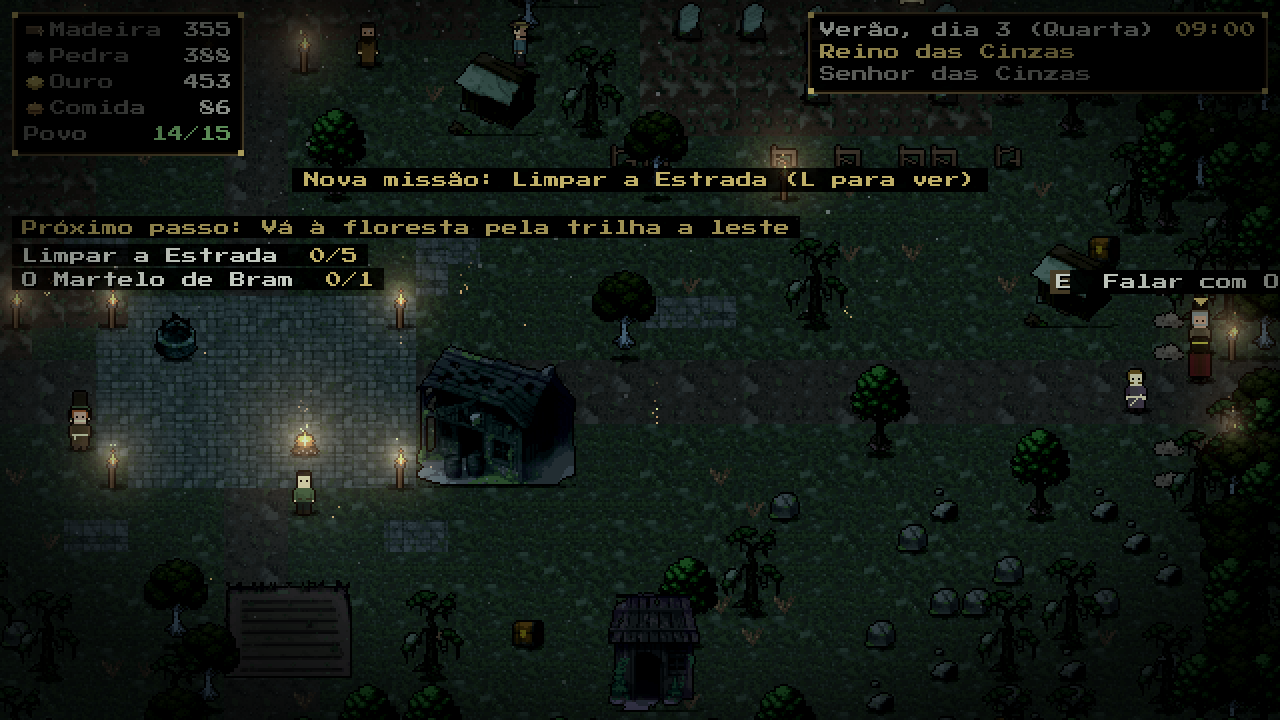 Madeira 355
Pedra 388
Ouro 453
Comida 86
Povo 14/15
Verão, dia 3 (Quarta) 09:00
Reino das Cinzas
Senhor das Cinzas
Nova missão: Limpar a Estrada (L para ver)
Próximo passo: Vá à floresta pela trilha a leste
Limpar a Estrada 0/5
O Martelo de Bram 0/1
E Falar com O